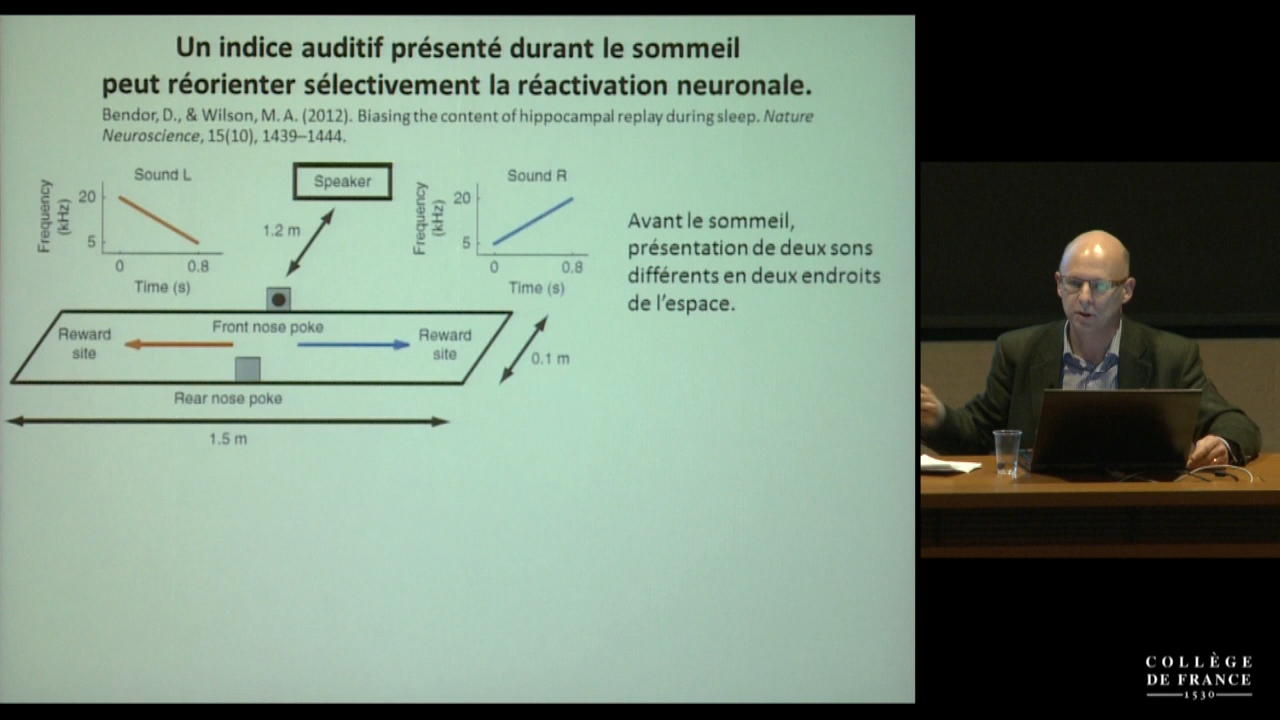 Un indice auditif présenté durant le sommeil
peut réorienter sélectivement la réactivation neuronale.
Bendor, D., & Wilson, M. A. (2012). Biasing the content of hippocampal replay during sleep. Nature
Neuroscience, 15(10), 1439–1444.
Sound L
Frequency
(kHz)
20
5
0
0.8
Time (s)
Speaker
1.2 m
Sound R
Frequency
(kHz)
20
5
0
0.8
Time (s)
Avant le sommeil,
présentation de deux sons
différents en deux endroits
de l'espace.
Front nose poke
Reward
site
Reward
site
0.1 m
Rear nose poke
1.5 m
COLLÈGE
DE FRANCE
1530